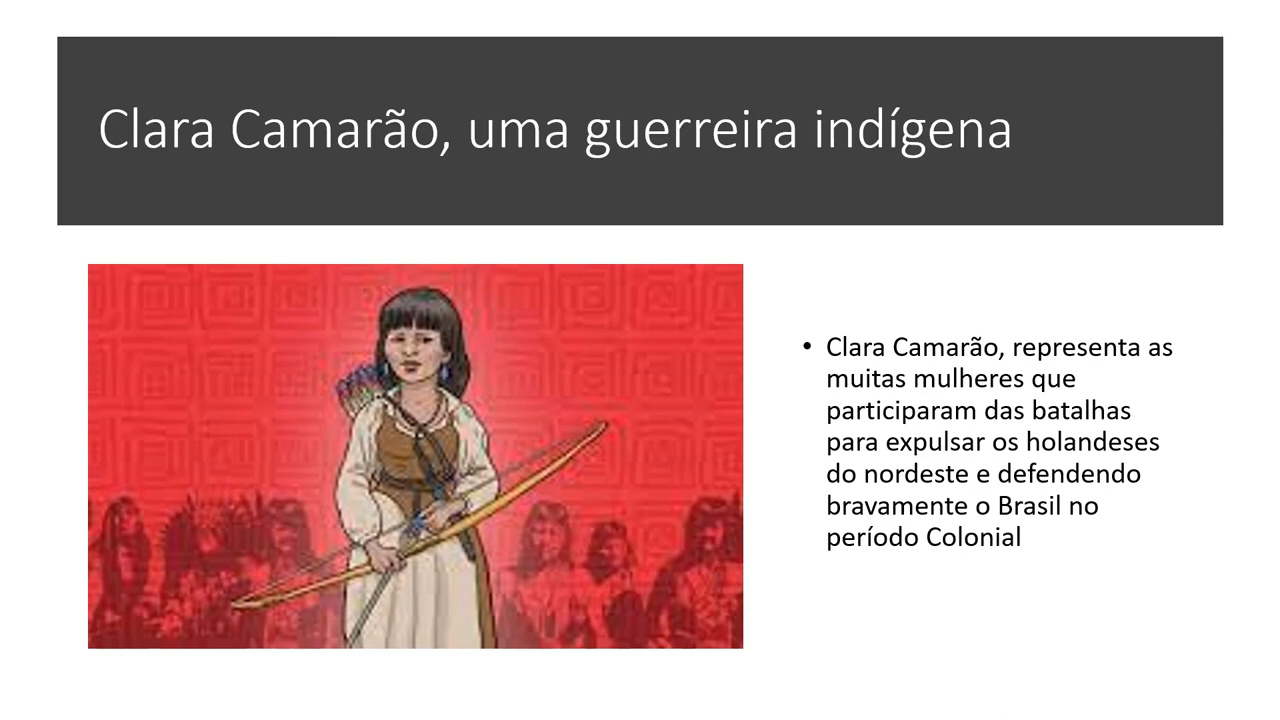 Clara Camarão, uma guerreira indígena
• Clara Camarão, representa as
muitas mulheres que
participaram das batalhas
para expulsar os holandeses
do nordeste e defendendo
bravamente o Brasil no
período Colonial